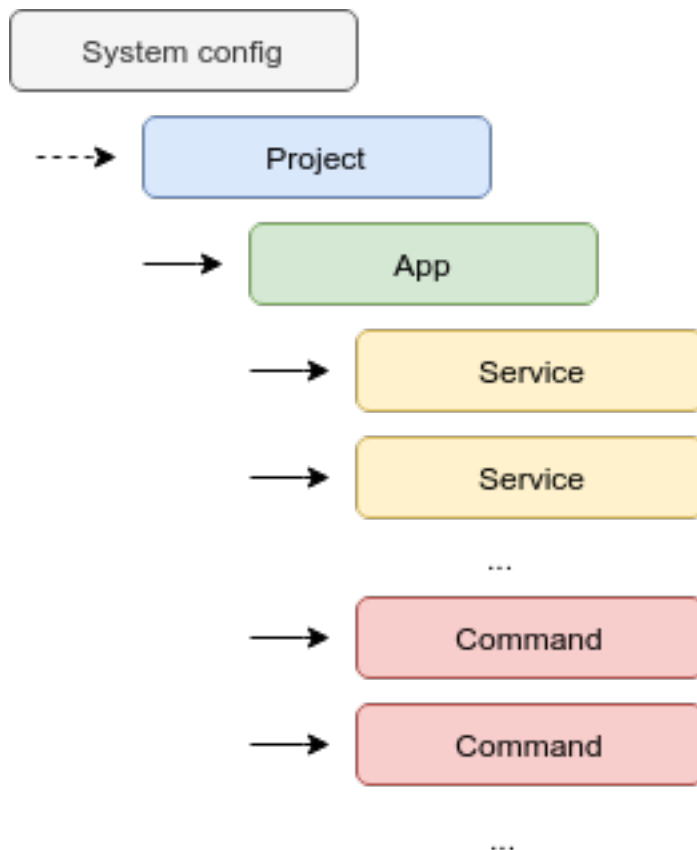 System config
Project
App
Service
Service
...
Command
Command
...